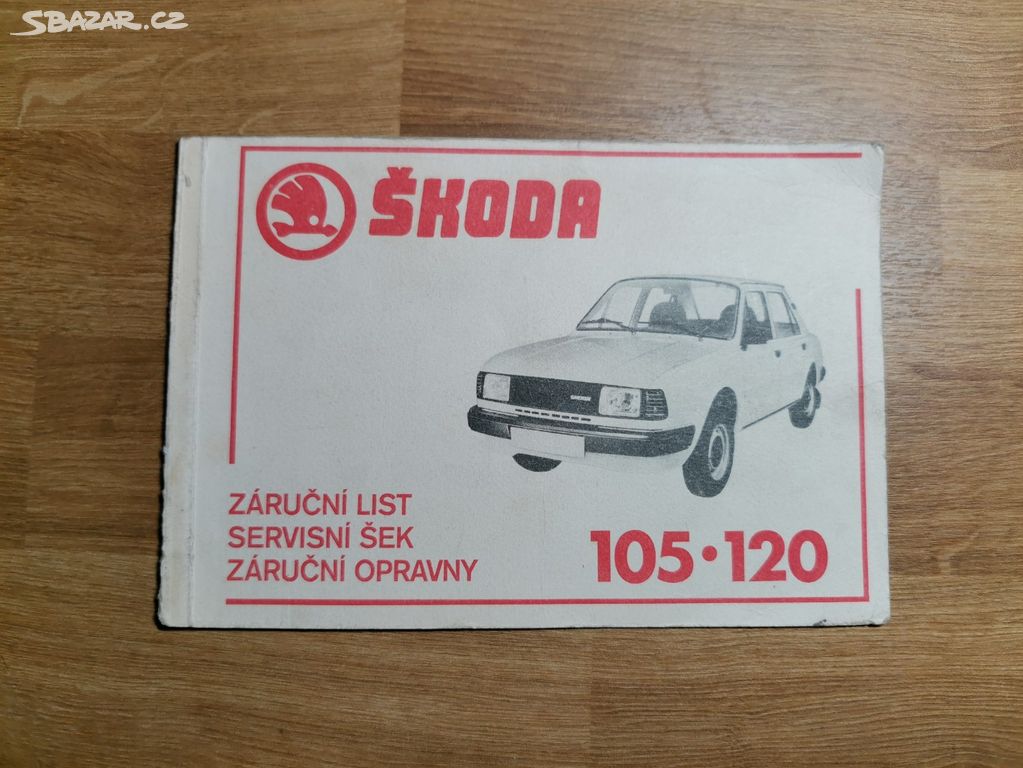 SBAZAR.CZ
ŠKODA
ZÁRUČNÍ LIST
SERVISNÍ ŠEK
ZÁRUČNÍ OPRAVNY
105·120